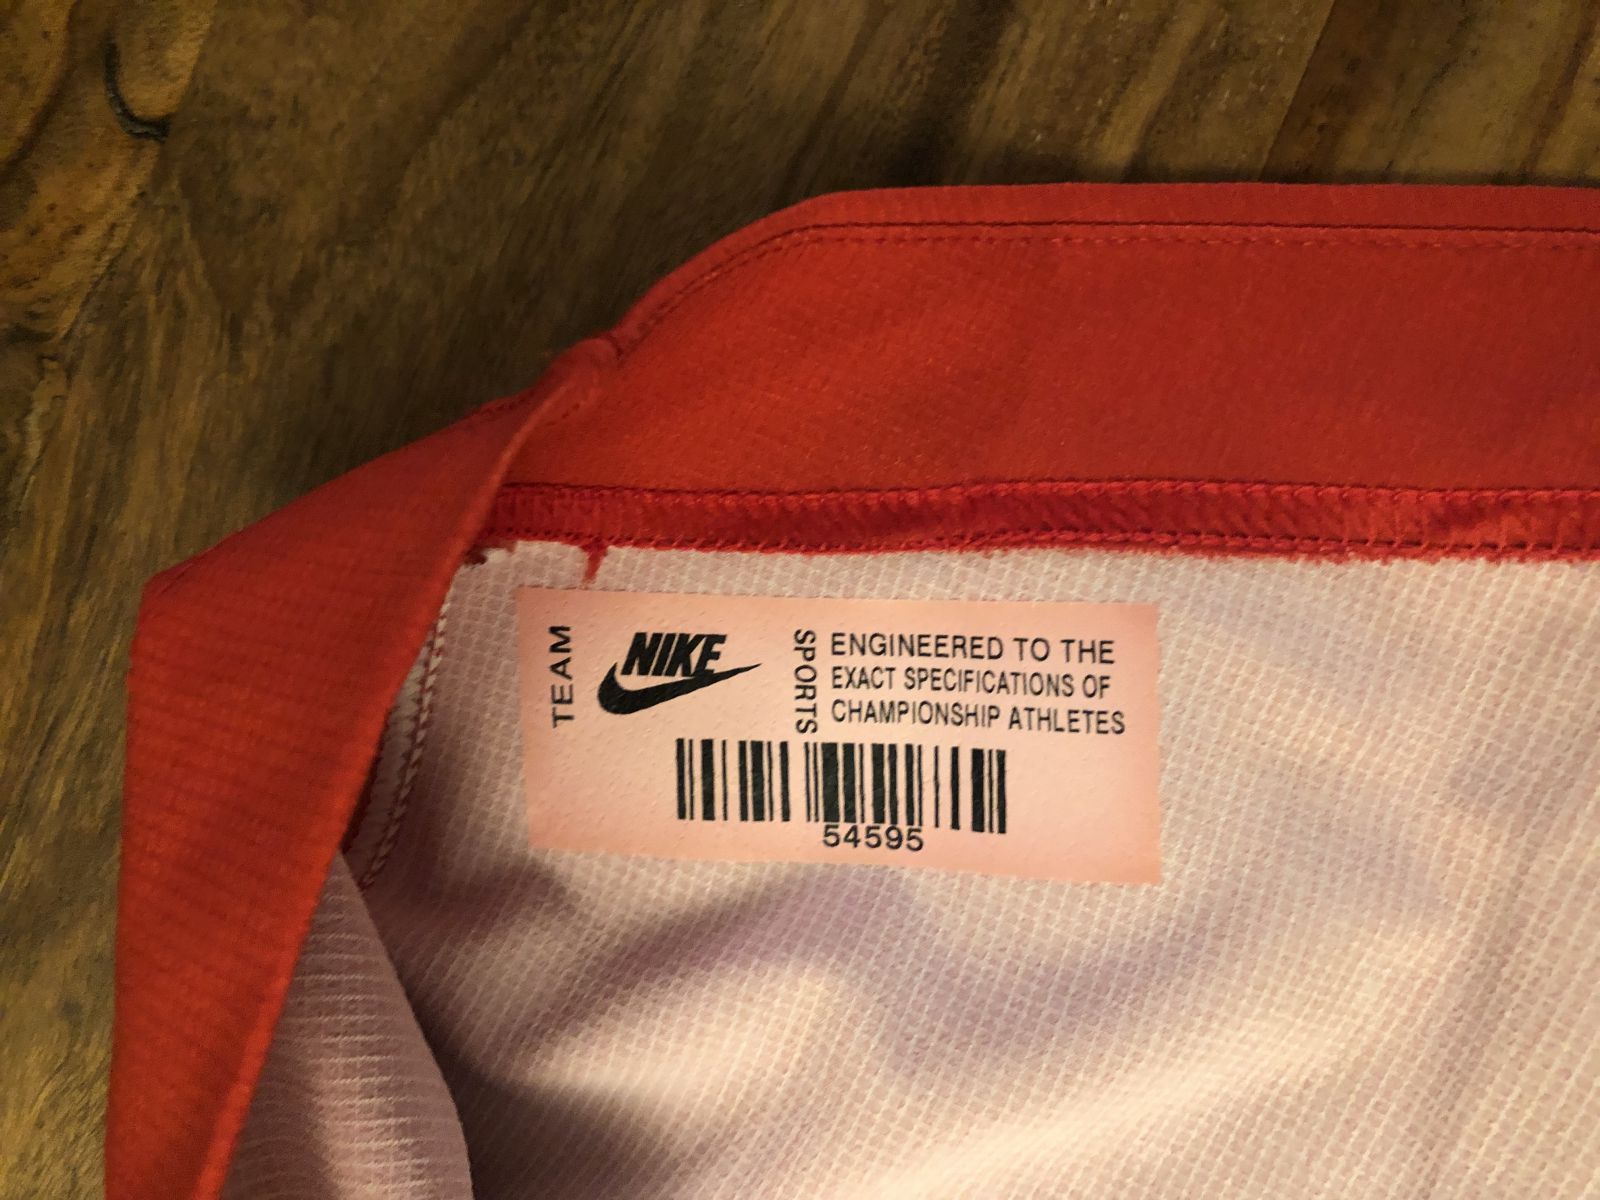 TEAM
NIKE
SPORTS
ENGINEERED TO THE
EXACT SPECIFICATIONS OF
CHAMPIONSHIP ATHLETES
54595